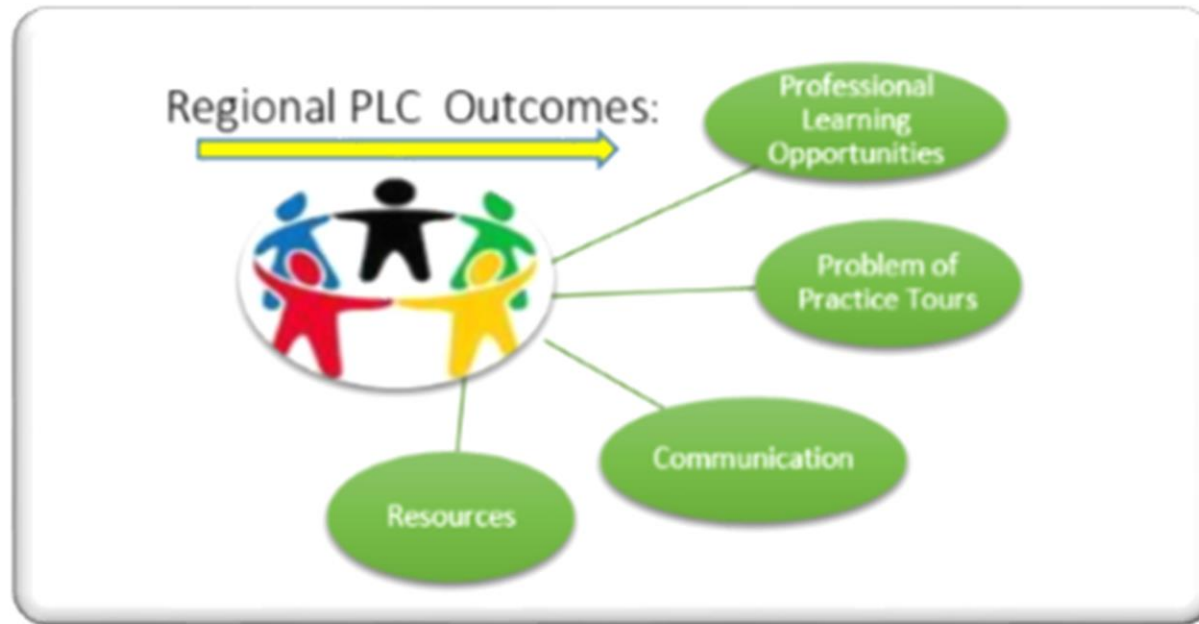 Regional PLC Outcomes:
Professional
Learning
Opportunities
Problem of
Practice Tours
Communication
Resources